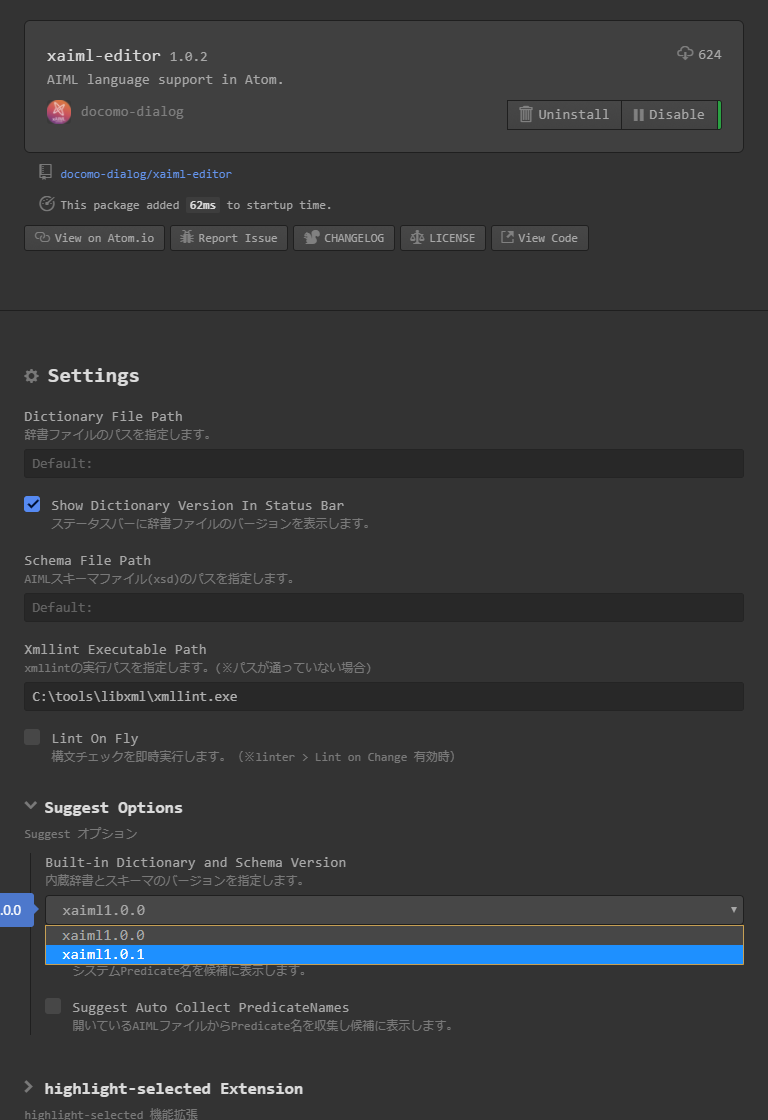 xaiml-editor 1.0.2
624
AIML language support in Atom.
docomo-dialog
Uninstall
Disable
docomo-dialog/xaiml-editor
This package added 62ms to startup time.
View on Atom.io
Report Issue
CHANGELOG
LICENSE
View Code
Settings
Dictionary File Path
辞書ファイルのパスを指定します。
Default:
Show Dictionary Version In Status Bar
ステータスバーに辞書ファイルのバージョンを表示します。
Schema File Path
AIMLスキーマファイル(xsd)のパスを指定します。
Default:
Xmllint Executable Path
xmllintの実行パスを指定します。(※パスが通っていない場合)
C:\tools\libxml\xmllint.exe
Lint On Fly
構文チェックを即時実行します。 (※linter > Lint on Change 有効時)
Suggest Options
Suggest オプション
Built-in Dictionary and Schema Version
内蔵辞書とスキーマのバージョンを指定します。
.0.0
xaiml1.0.0
xaiml1.0.0
xaiml1.0.1
システムPredicate名を候補に表示します。
Suggest Auto Collect PredicateNames
開いているAIMLファイルからPredicate名を収集し候補に表示します。
highlight-selected Extension
highlight-selected 機能拡張